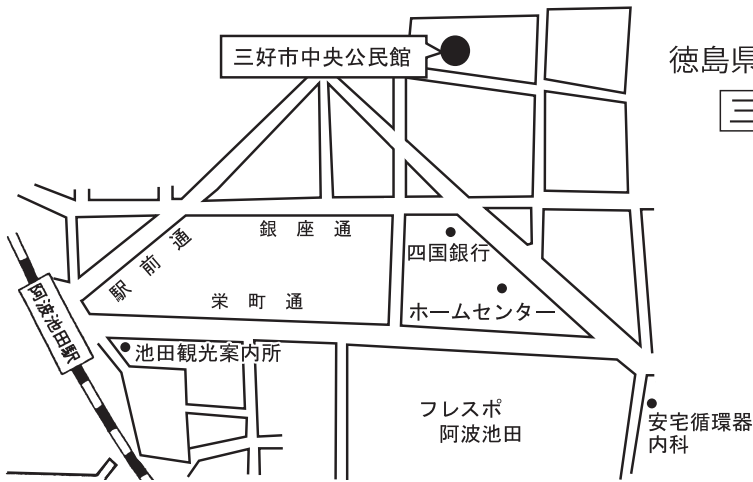 三好市中央公民館
徳島県
三
銀座通
駅前通
四国銀行
栄町通
ホームセンター
阿波池田駅
池田観光案内所
フレスポ
阿波池田
安宅循環器
内科